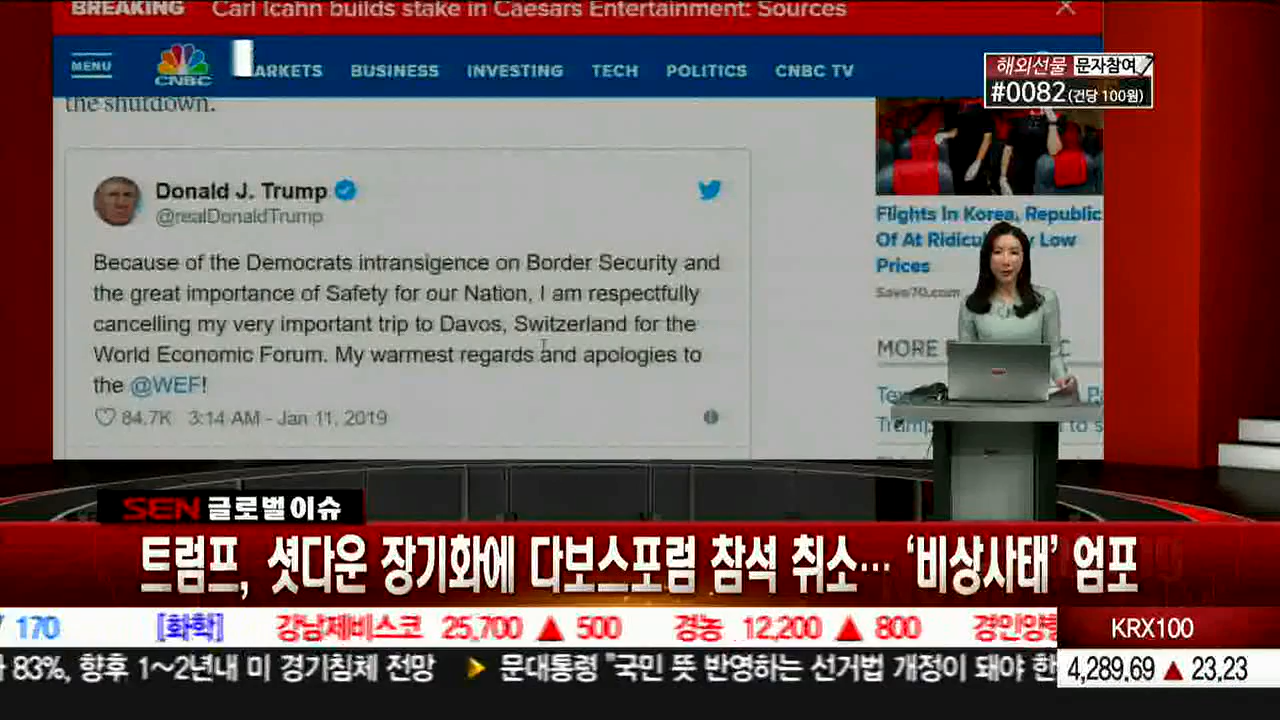 BREAKING Carl Icahn builds stake in Caesars Entertainment: Sources
MENU CNBC MARKETS BUSINESS INVESTING TECH POLITICS CNBC TV
해외선물 문자참여
#0082(건당 100원)
the shutdown.
Donald J. Trump
@realDonaldTrump
Because of the Democrats intransigence on Border Security and
the great importance of Safety for our Nation, I am respectfully
cancelling my very important trip to Davos, Switzerland for the
World Economic Forum. My warmest regards and apologies to
the @WEF!
84.7K 3:14 AM - Jan 11, 2019
Flights In Korea, Republic
Of At Low
Prices
Save70.com
MORE
SEN 글로벌이슈
트럼프, 셧다운 장기화에 다보스포럼 참석 취소… ‘비상사태’ 엄포
170 [화학] 강남제비스코 25,700 ▲ 500 경농 12,200 ▲ 800 경인양행
KRX100
83%, 향후 1~2년내 미 경기침체 전망 ▶ 문대통령 "국민 뜻 반영하는 선거법 개정이 돼야
4,289.69 ▲ 23.23